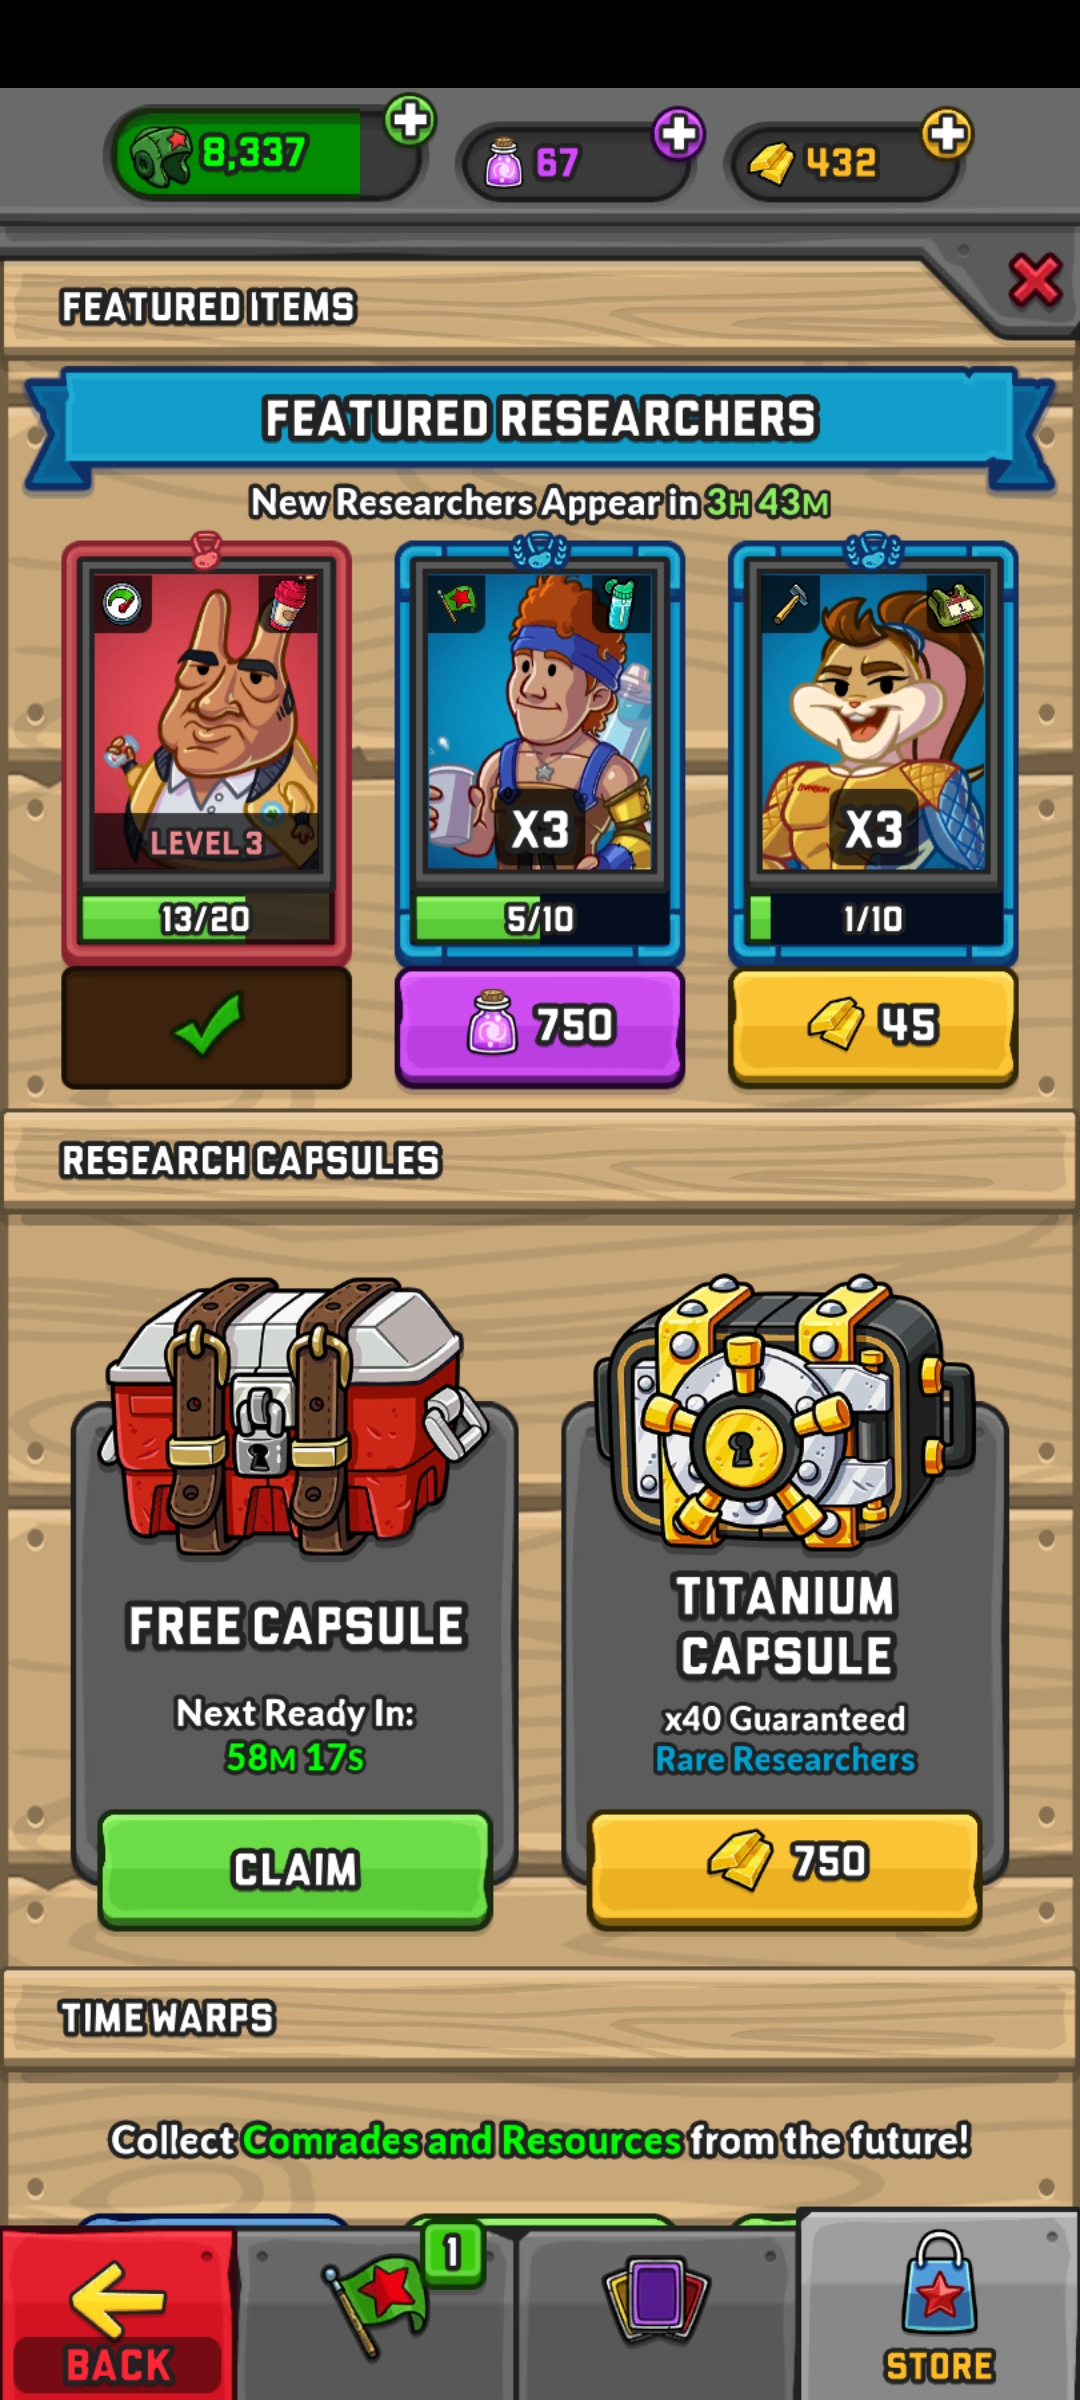 8,337
67
432
FEATURED ITEMS
FEATURED RESEARCHERS
New Researchers Appear in 3H 43M
LEVEL 3
X3
X3
13/20
5/10
1/10
750
45
RESEARCH CAPSULES
FREE CAPSULE
Next Ready In:
58M 17S
CLAIM
TITANIUM
CAPSULE
x40 Guaranteed
Rare Researchers
750
TIME WARPS
Collect Comrades and Resources from the future!
1
BACK
STORE